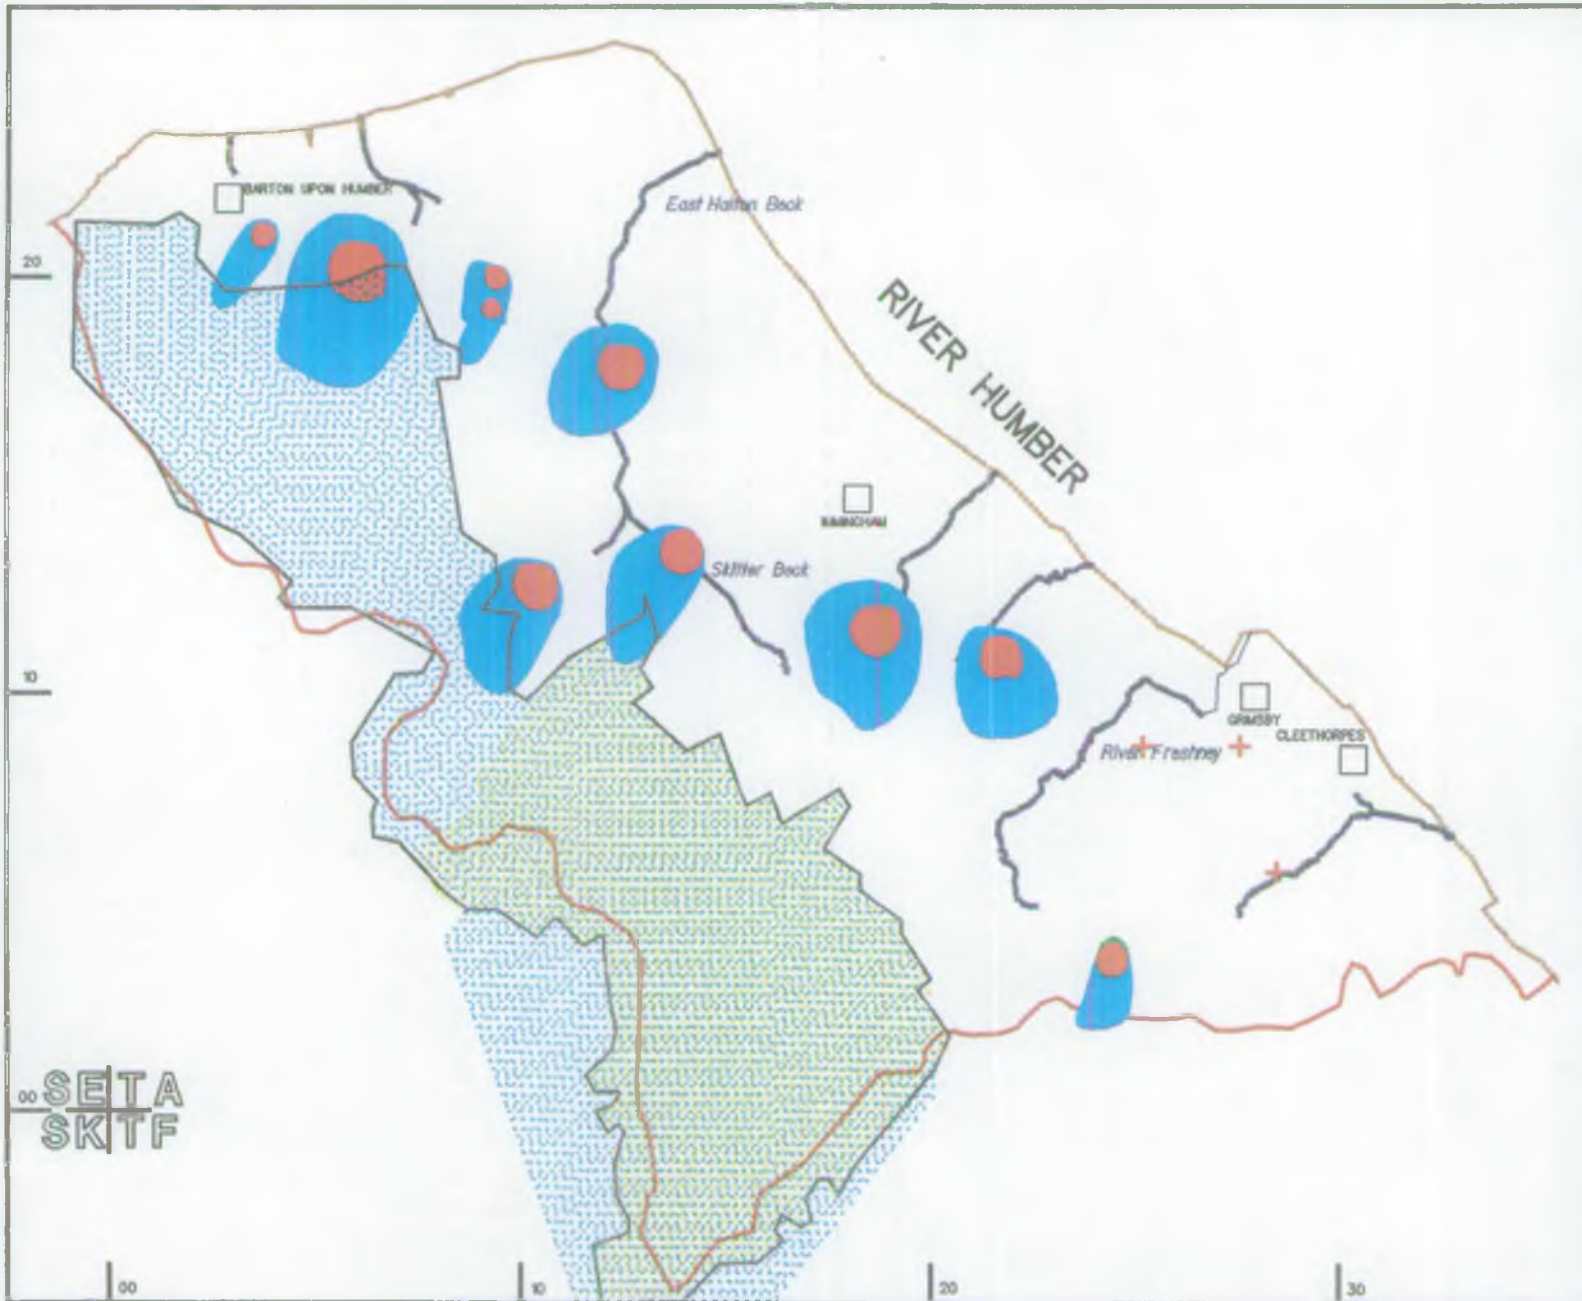 BARTON UPON HUMBER
East Halton Beck
20
RIVER HUMBER
IMMINGHAM
Skitter Beck
10
GRIMSBY
CLEETHORPES
River Freshney
00
SE TA
SK TF
00
10
20
30